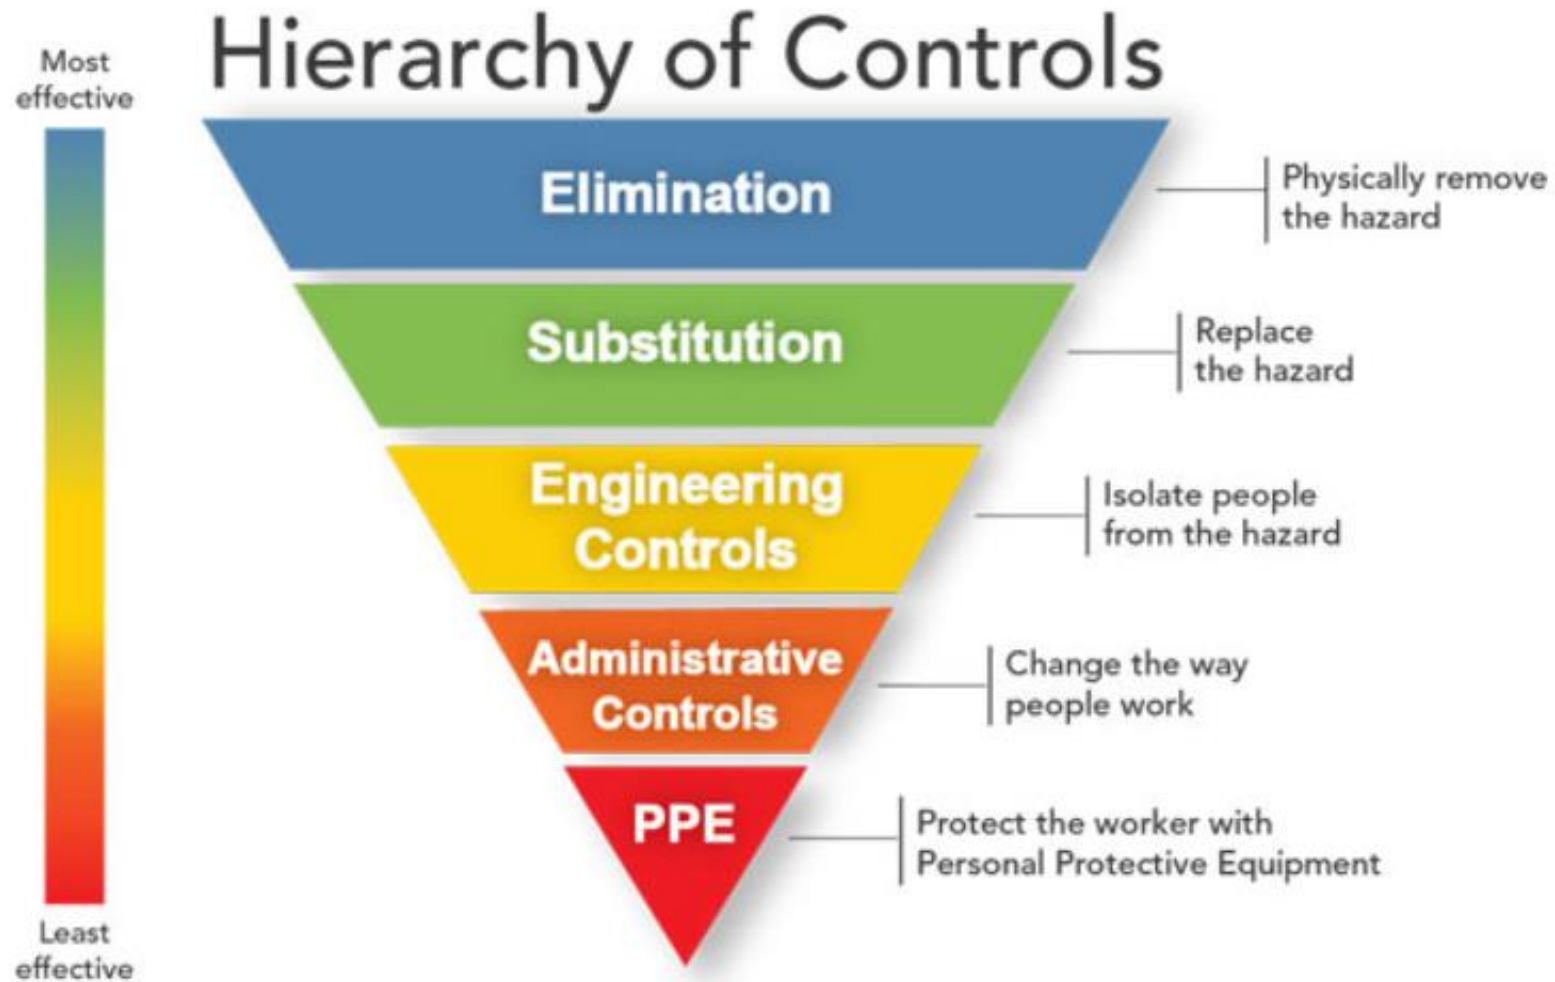 Hierarchy of Controls
Most
effective
Elimination
Physically remove
the hazard
Substitution
Replace
the hazard
Engineering
Controls
Isolate people
from the hazard
Administrative
Controls
Change the way
people work
PPE
Protect the worker with
Personal Protective Equipment
Least
effective